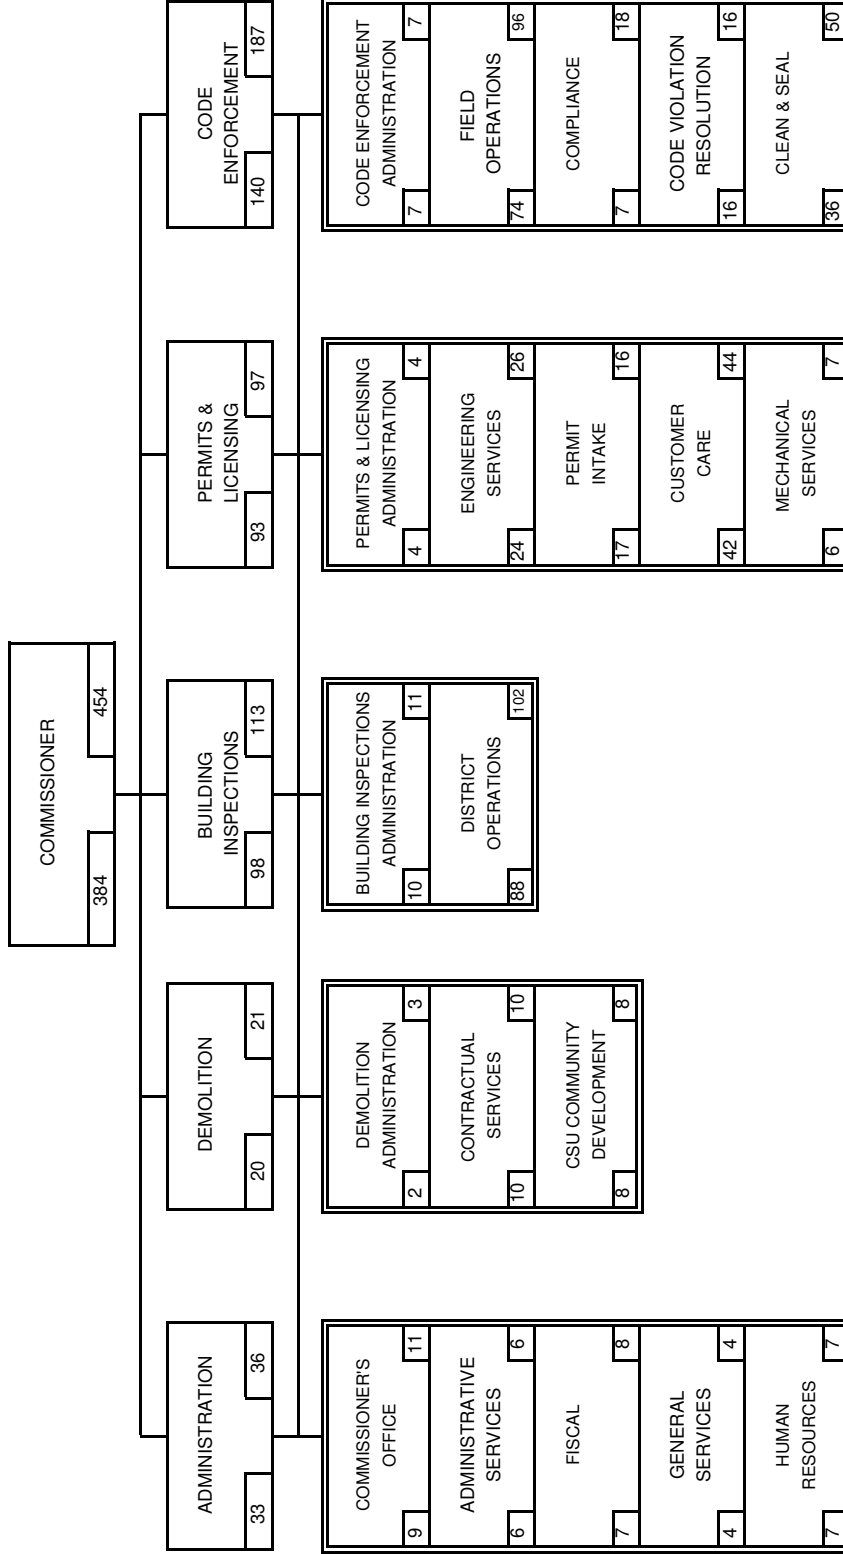 COMMISSIONER
384 454
ADMINISTRATION
33 36
DEMOLITION
20 21
BUILDING
INSPECTIONS
98 113
PERMITS &
LICENSING
93 97
CODE
ENFORCEMENT
140 187
COMMISSIONER'S
OFFICE
9 11
ADMINISTRATIVE
SERVICES
6 6
FISCAL
7 8
GENERAL
SERVICES
4 4
HUMAN
RESOURCES
7 7
DEMOLITION
ADMINISTRATION
2 3
CONTRACTUAL
SERVICES
10 10
CSU COMMUNITY
DEVELOPMENT
8 8
BUILDING INSPECTIONS
ADMINISTRATION
10 11
DISTRICT
OPERATIONS
88 102
PERMITS & LICENSING
ADMINISTRATION
4 4
ENGINEERING
SERVICES
24 26
PERMIT
INTAKE
17 16
CUSTOMER
CARE
42 44
MECHANICAL
SERVICES
6 7
CODE ENFORCEMENT
ADMINISTRATION
7 7
FIELD
OPERATIONS
74 96
COMPLIANCE
7 18
CODE VIOLATION
RESOLUTION
16 16
CLEAN & SEAL
36 50